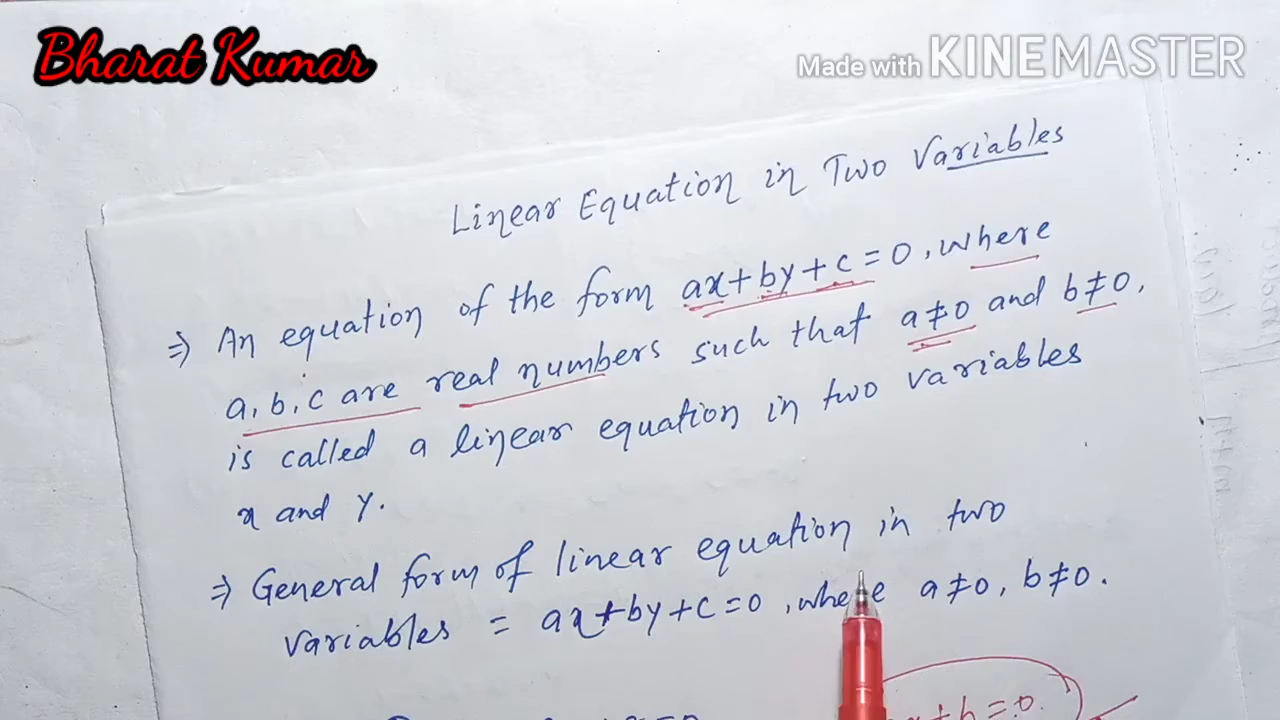 Bharat Kumar
Made with KINEMASTER
Linear Equation in Two Variables
⇒ An equation of the form ax+by+c=0, where
a, b, c are real numbers such that a≠0 and b≠0,
is called a linear equation in two variables
x and y.
⇒ General form of linear equation in two
variables = ax+by+c=0, where a≠0, b≠0.
+b=0.